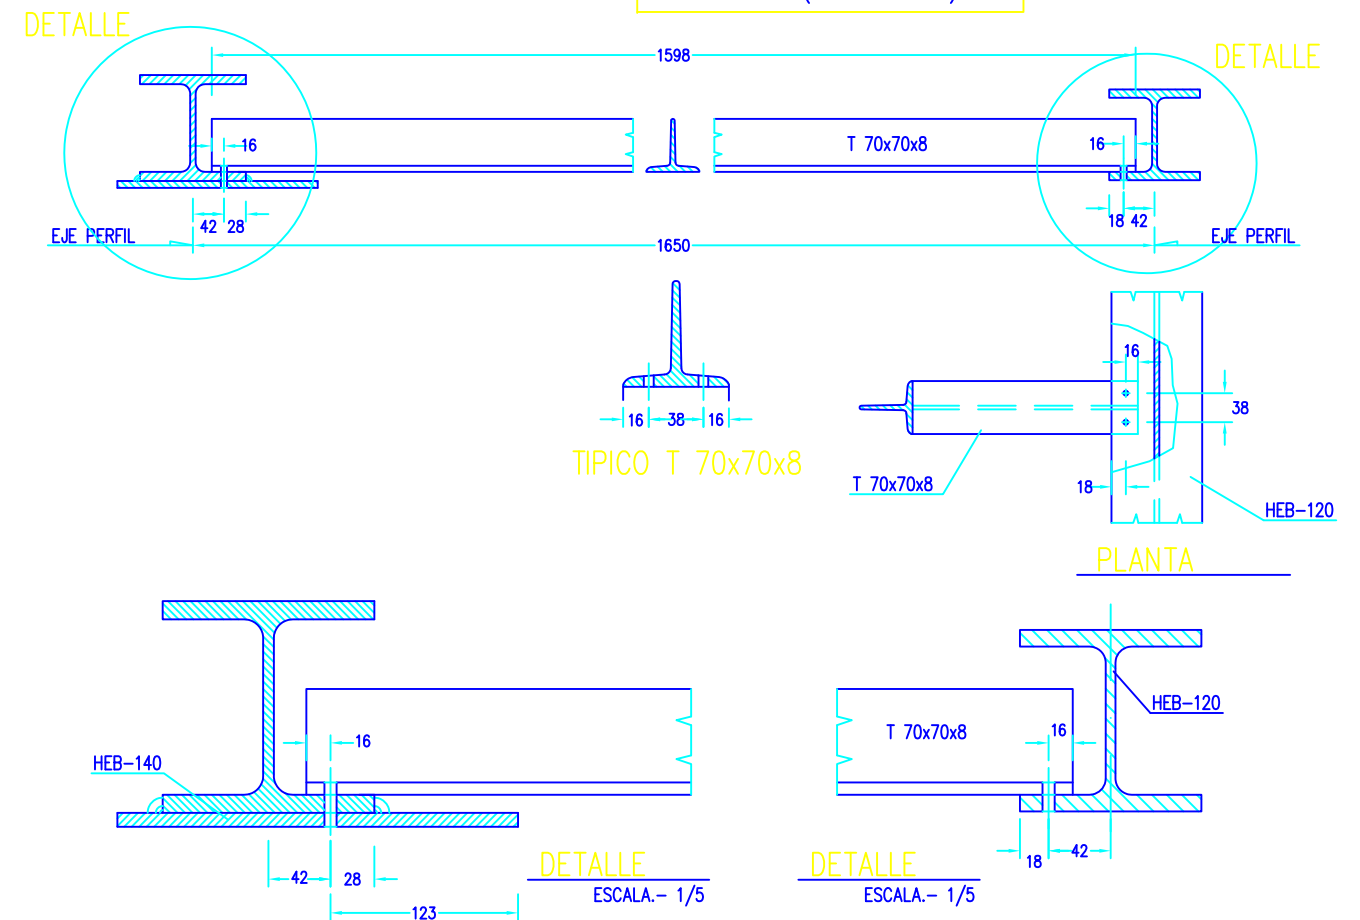 DETALLE
1598
DETALLE
16
T 70x70x8
16
42 28
18 42
EJE PERFIL
1650
EJE PERFIL
16
16 38 16
38
TIPICO T 70x70x8
T 70x70x8
18
HEB-120
PLANTA
HEB-120
16
T 70x70x8
16
HEB-140
42 28
18
42
DETALLE
DETALLE
ESCALA.- 1/5
ESCALA.- 1/5
123